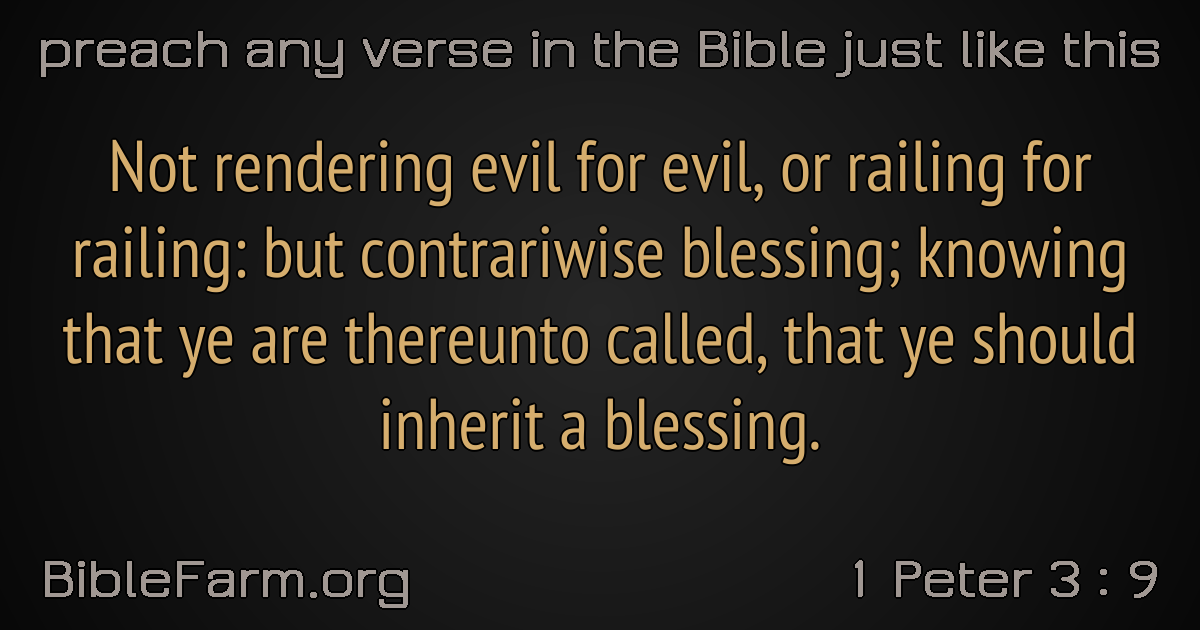 preach any verse in the Bible just like this
Not rendering evil for evil, or railing for
railing: but contrariwise blessing; knowing
that ye are thereunto called, that ye should
inherit a blessing.
BibleFarm.org
1 Peter 3 : 9